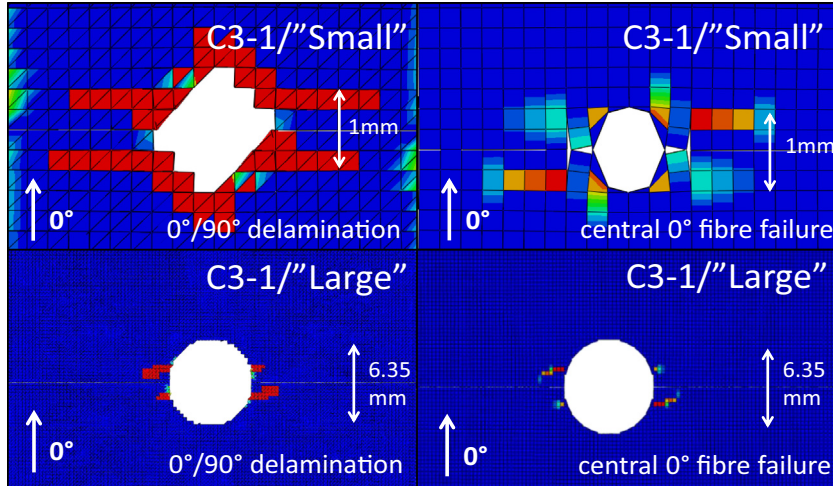 C3-1/”Small”
1mm
0°
0°/90° delamination
C3-1/”Small”
1mm
0°
central 0° fibre failure
C3-1/”Large”
6.35
mm
0°
0°/90° delamination
C3-1/”Large”
6.35
mm
0°
central 0° fibre failure